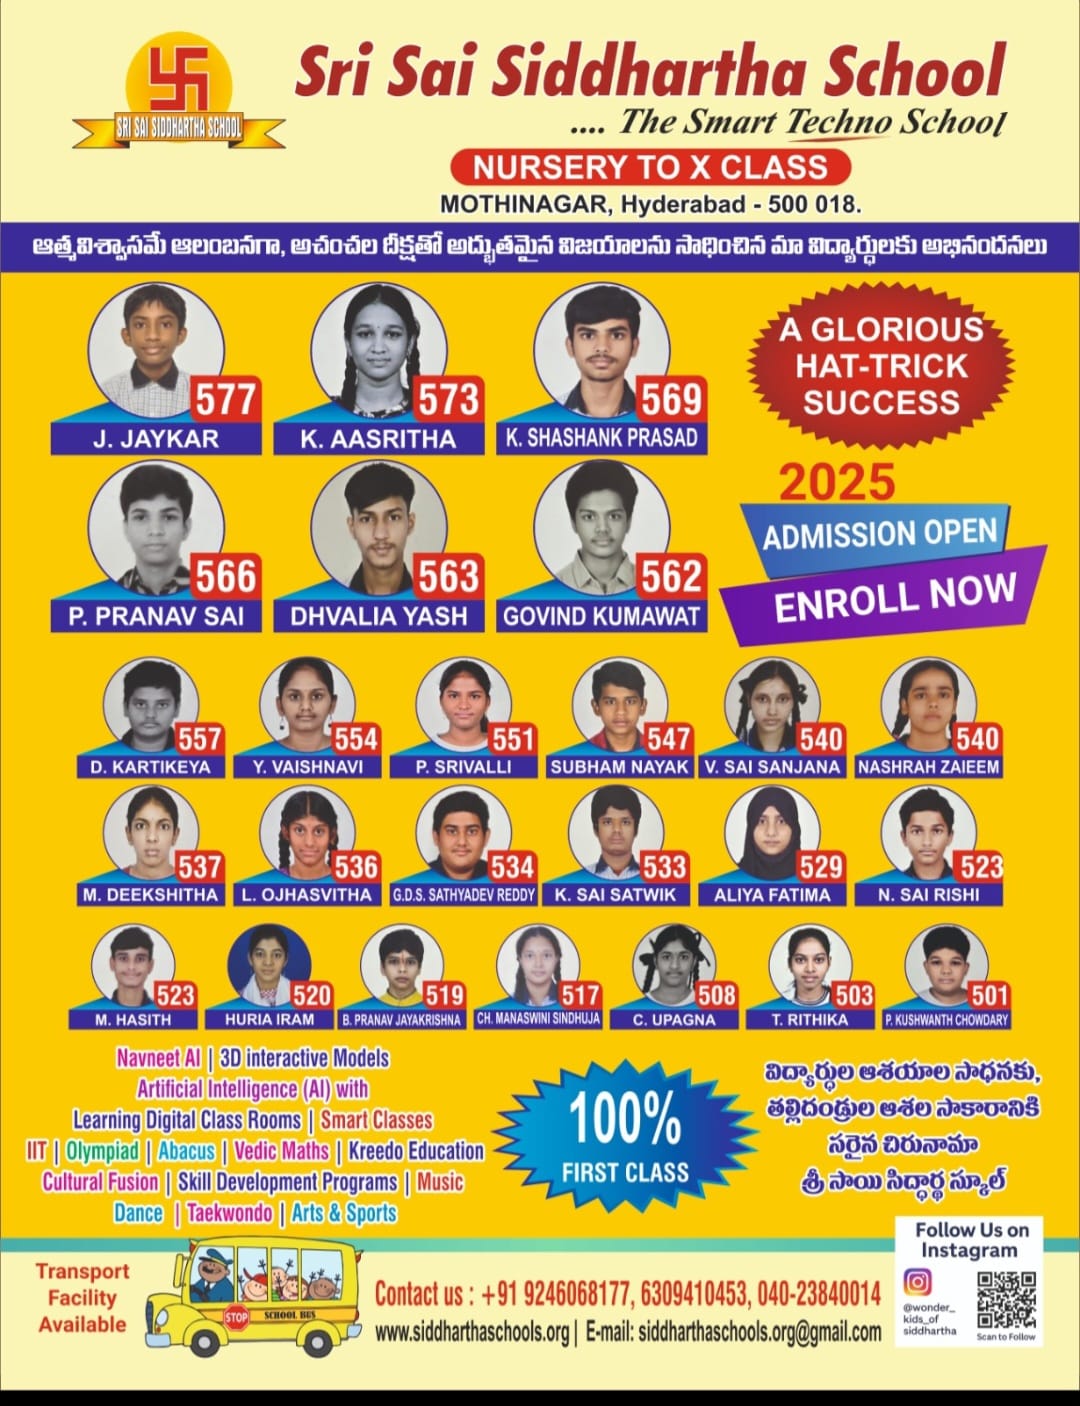 SRI SAI SIDDHARTHA SCHOOL
Sri Sai Siddhartha School
.... The Smart Techno School
NURSERY TO X CLASS
MOTHINAGAR, Hyderabad - 500 018.
ఆత్మవిశ్వాసమే ఆలంబనగా, అచంచల దీక్షతో అద్భుతమైన విజయాలను సాధించిన మా విద్యార్థులకు అభినందనలు
577
J. JAYKAR
573
K. AASRITHA
569
K. SHASHANK PRASAD
A GLORIOUS
HAT-TRICK
SUCCESS
566
P. PRANAV SAI
563
DHVALIA YASH
562
GOVIND KUMAWAT
2025
ADMISSION OPEN
ENROLL NOW
557
D. KARTIKEYA
554
Y. VAISHNAVI
551
P. SRIVALLI
547
SUBHAM NAYAK
540
V. SAI SANJANA
540
NASHRAH ZAIEEM
537
M. DEEKSHITHA
536
L. OJHASVITHA
534
G.D.S. SATHYADEV REDDY
533
K. SAI SATWIK
529
ALIYA FATIMA
523
N. SAI RISHI
523
M. HASITH
520
HURIA IRAM
519
B. PRANAV JAYAKRISHNA
517
CH. MANASWINI SINDHUJA
508
C. UPAGNA
503
T. RITHIKA
501
P. KUSHWANTH CHOWDARY
Navneet AI | 3D interactive Models
Artificial Intelligence (AI) with
Learning Digital Class Rooms | Smart Classes
IIT | Olympiad | Abacus | Vedic Maths | Kreedo Education
Cultural Fusion | Skill Development Programs | Music
Dance | Taekwondo | Arts & Sports
100%
FIRST CLASS
విద్యార్థుల ఆశయాల సాధనకు,
తల్లిదండ్రుల ఆశల సాకారానికి
సరైన చిరునామా
శ్రీ సాయి సిద్ధార్థ స్కూల్
Transport
Facility
Available
STOP
SCHOOL BUS
Contact us : +91 9246068177, 6309410453, 040-23840014
www.siddharthaschools.org | E-mail: siddharthaschools.org@gmail.com
Follow Us on
Instagram
@wonder_
kids_of
siddhartha
Scan to Follow